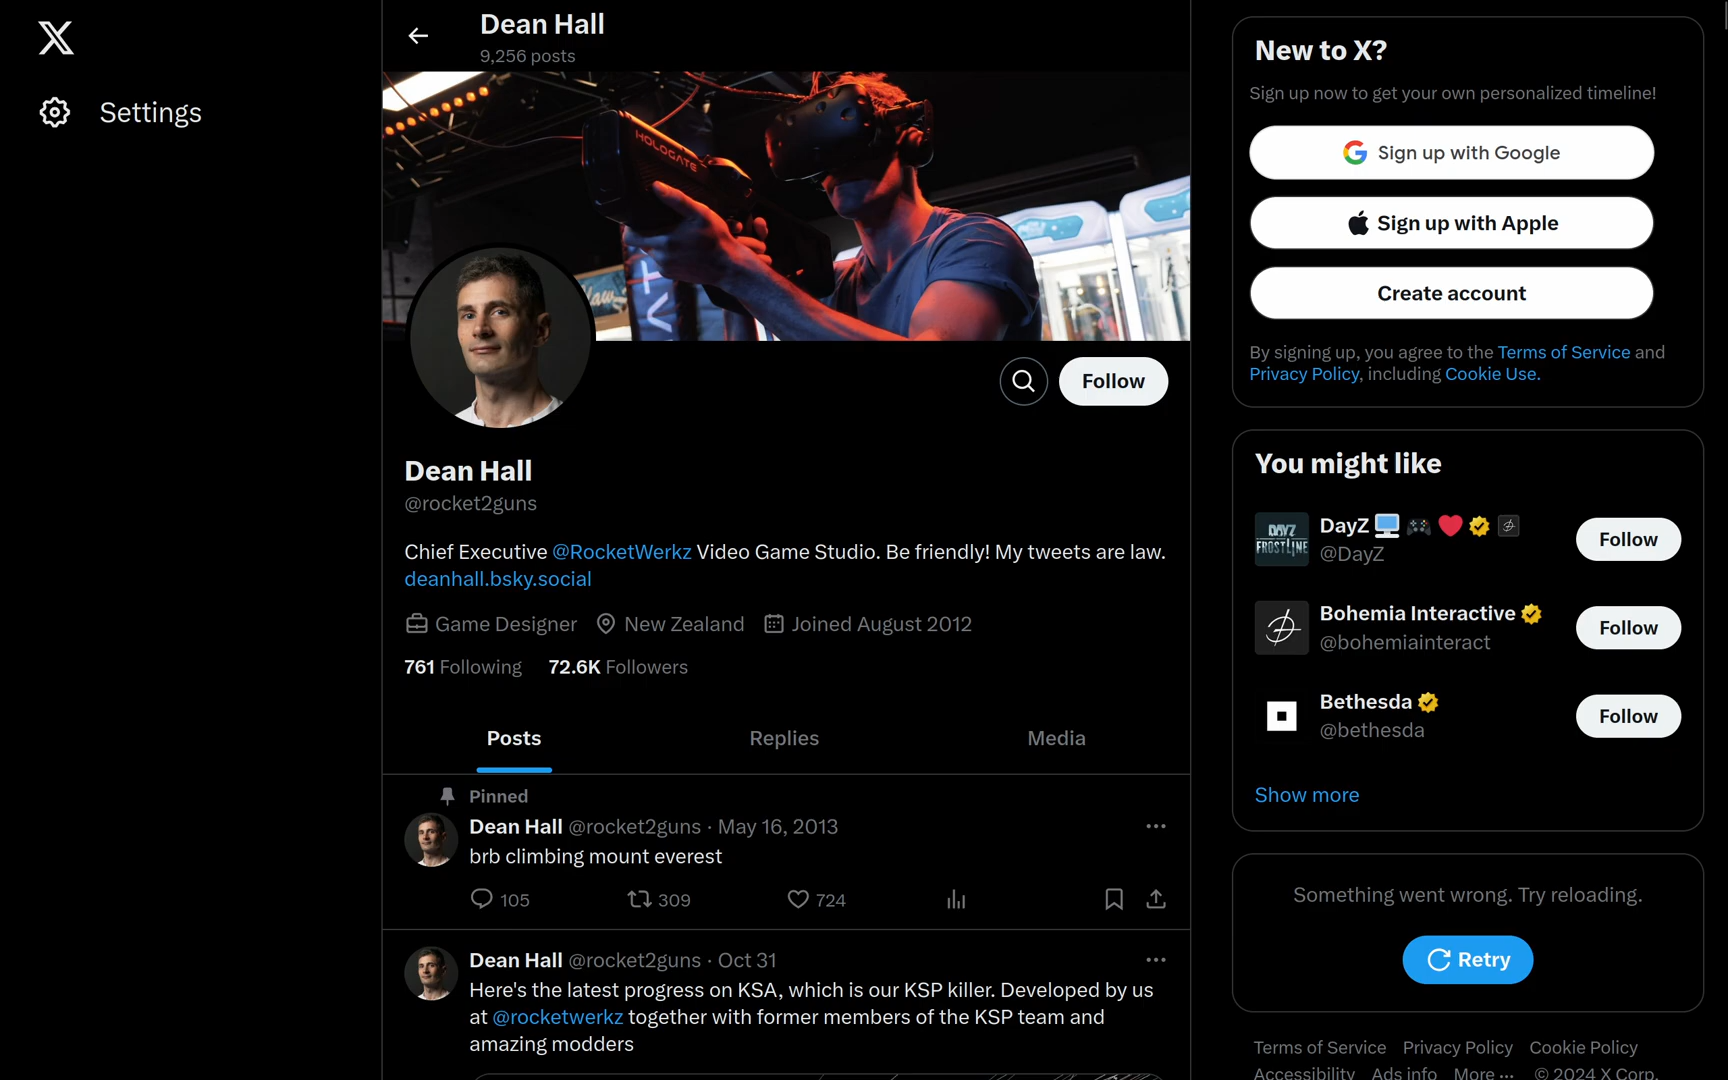 Settings
Dean Hall
9,256 posts
HOLOGATE
Follow
Dean Hall
@rocket2guns
Chief Executive @RocketWerkz Video Game Studio. Be friendly! My tweets are law.
deanhall.bsky.social
Game Designer New Zealand Joined August 2012
761 Following 72.6K Followers
Posts Replies Media
Pinned
Dean Hall @rocket2guns · May 16, 2013
brb climbing mount everest
105 309 724
Dean Hall @rocket2guns · Oct 31
Here's the latest progress on KSA, which is our KSP killer. Developed by us
at @rocketwerkz together with former members of the KSP team and
amazing modders
New to X?
Sign up now to get your own personalized timeline!
Sign up with Google
Sign up with Apple
Create account
By signing up, you agree to the Terms of Service and
Privacy Policy, including Cookie Use.
You might like
DAYZ
FROSTLINE
DayZ
@DayZ
Follow
Bohemia Interactive
@bohemiainteract
Follow
Bethesda
@bethesda
Follow
Show more
Something went wrong. Try reloading.
Retry
Terms of Service Privacy Policy Cookie Policy
Accessibility Ads info More ··· © 2024 X Corp.